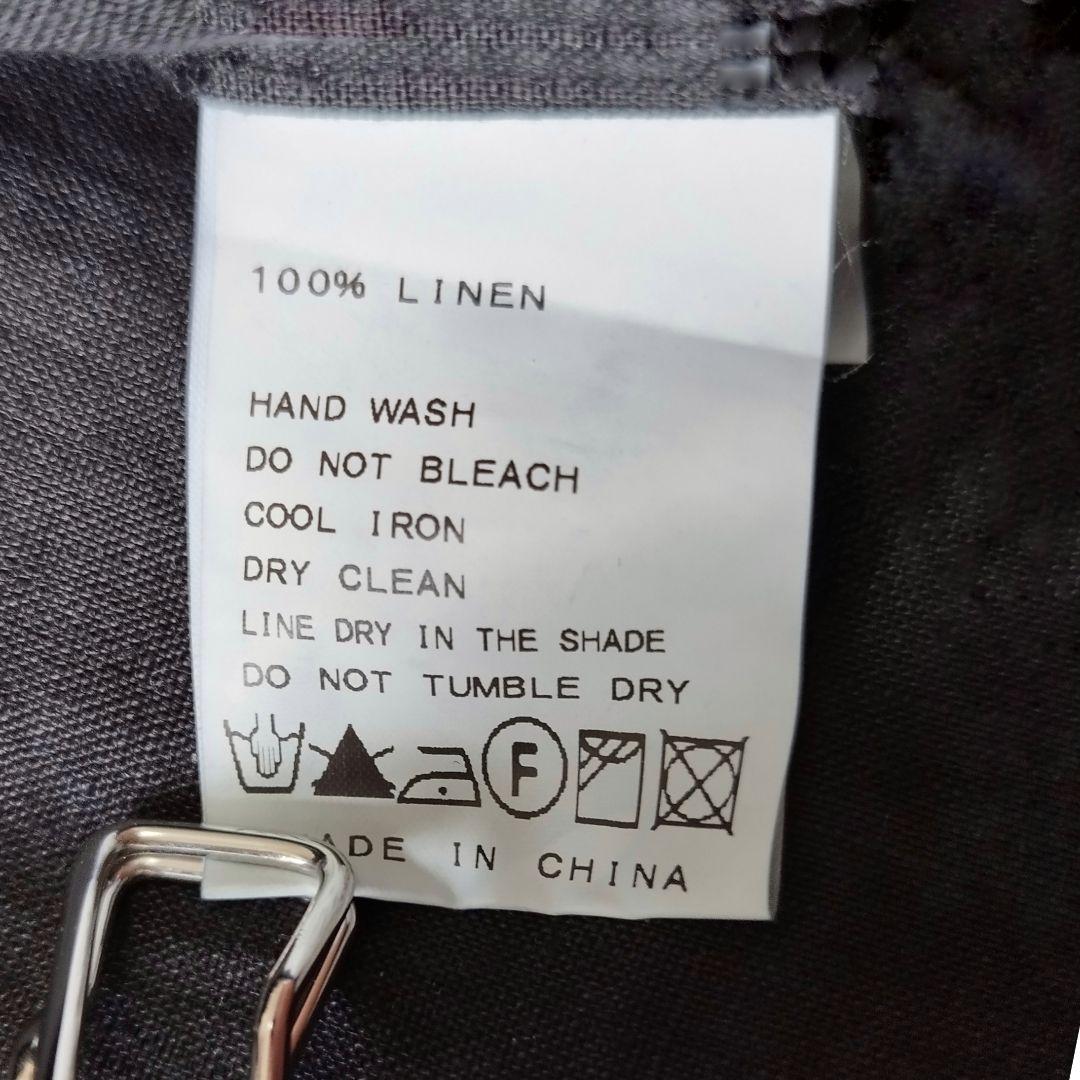 100% LINEN
HAND WASH
DO NOT BLEACH
COOL IRON
DRY CLEAN
LINE DRY IN THE SHADE
DO NOT TUMBLE DRY
F
IN CHINA